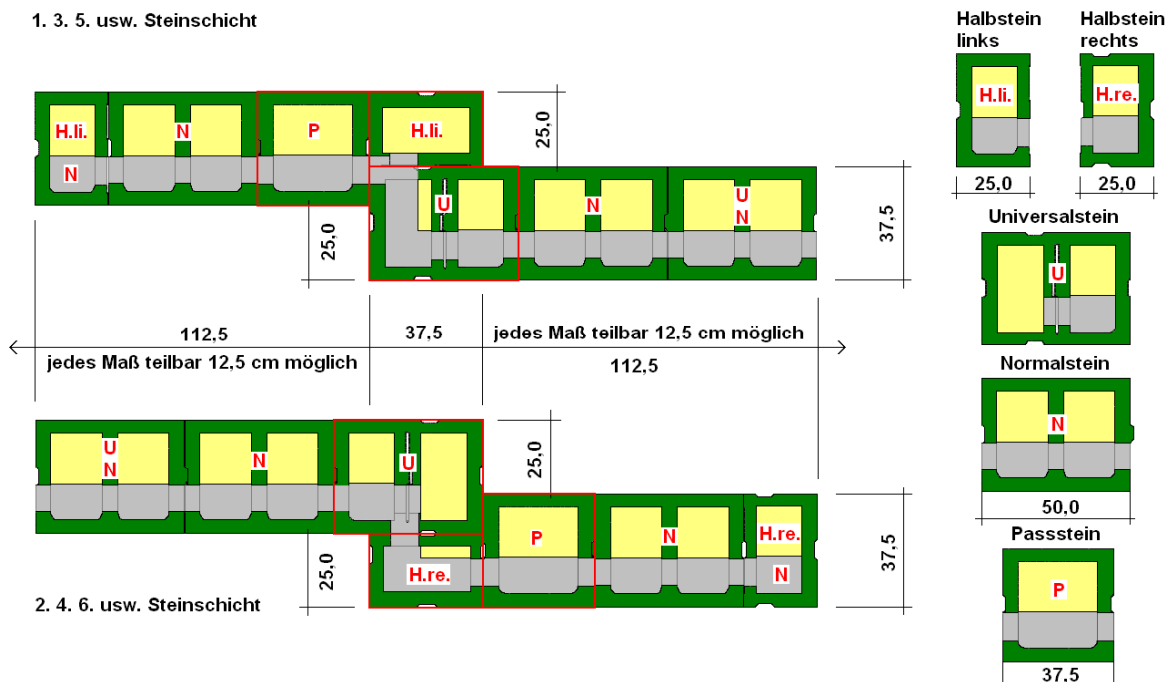 1. 3. 5. usw. Steinschicht
Halbstein
links
Halbstein
rechts
H.li.
N
N
P
H.li.
25,0
H.li.
H.re.
25,0
25,0
U
N
U
N
25,0
37,5
Universalstein
U
112,5
37,5
jedes Maß teilbar 12,5 cm möglich
jedes Maß teilbar 12,5 cm möglich
112,5
Normalstein
N
50,0
U
N
N
U
25,0
P
N
H.re.
N
H.re.
25,0
37,5
Passstein
P
37,5
2. 4. 6. usw. Steinschicht